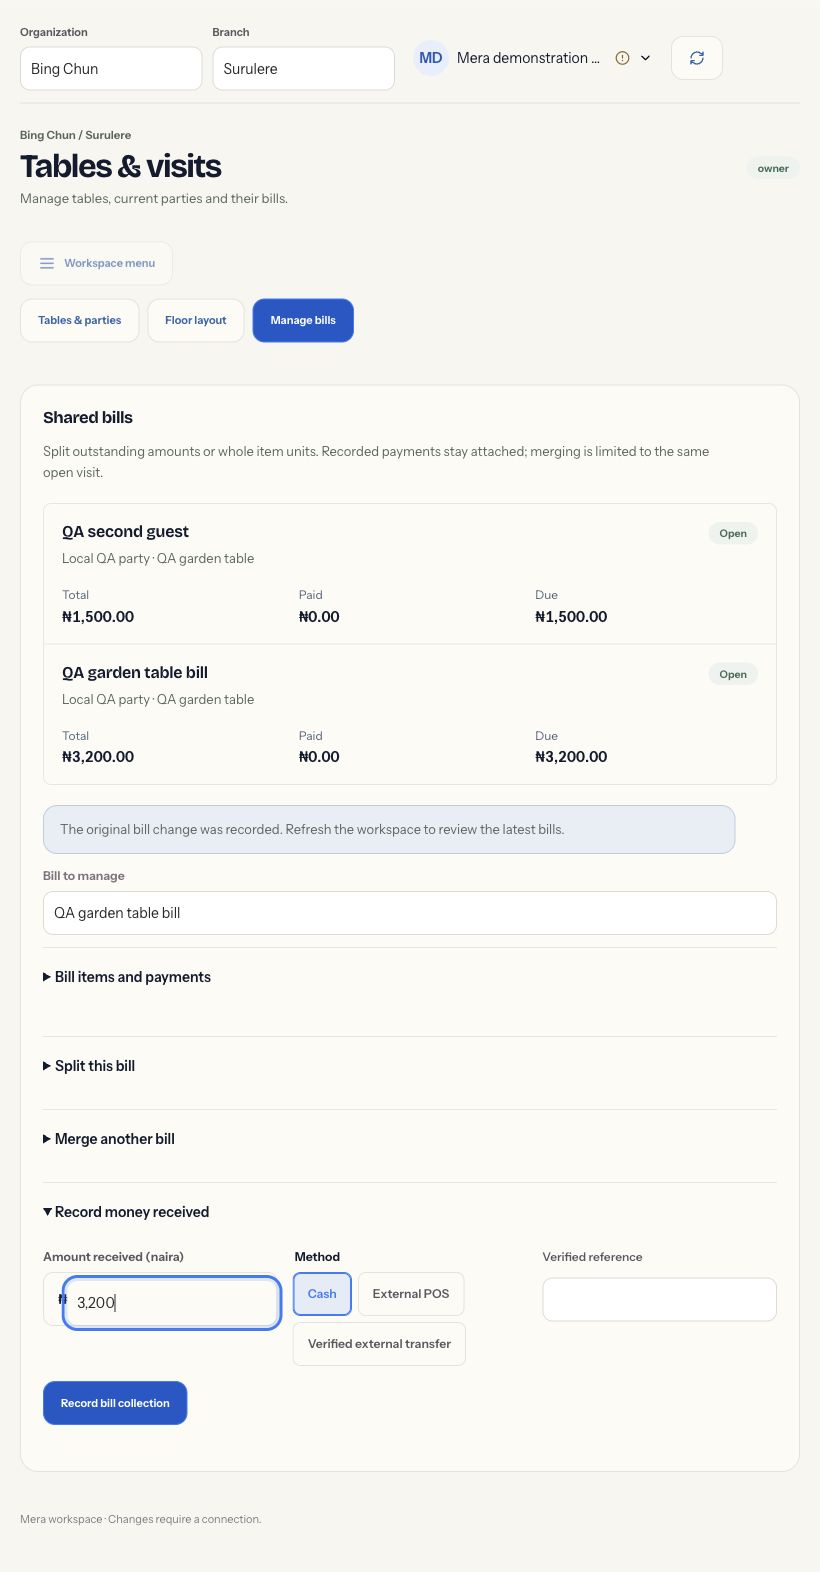 Organization
Branch
Bing Chun
Surulere
MD
Mera demonstration ...
Bing Chun / Surulere
Tables & visits
owner
Manage tables, current parties and their bills.
Workspace menu
Tables & parties
Floor layout
Manage bills
Shared bills
Split outstanding amounts or whole item units. Recorded payments stay attached; merging is limited to the same
open visit.
QA second guest
Open
Local QA party · QA garden table
Total
Paid
Due
₦1,500.00
₦0.00
₦1,500.00
QA garden table bill
Open
Local QA party · QA garden table
Total
Paid
Due
₦3,200.00
₦0.00
₦3,200.00
The original bill change was recorded. Refresh the workspace to review the latest bills.
Bill to manage
QA garden table bill
Bill items and payments
Split this bill
Merge another bill
Record money received
Amount received (naira)
Method
Verified reference
₦ 3,200
Cash
External POS
Verified external transfer
Record bill collection
Mera workspace · Changes require a connection.